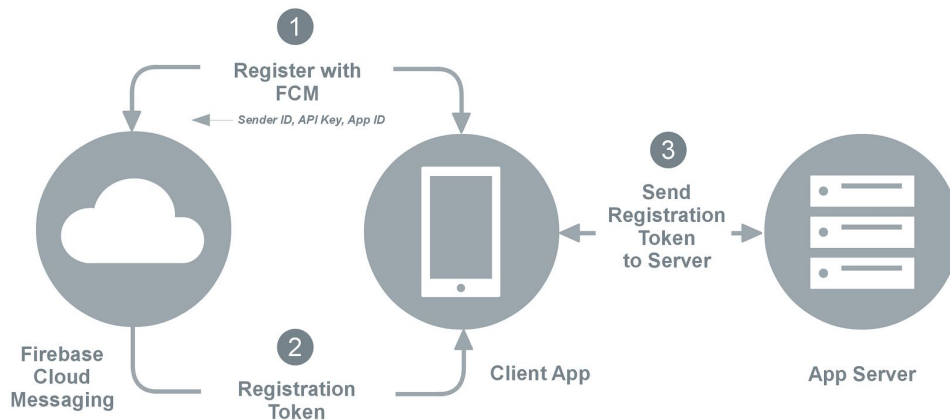 1
Register with
FCM
Sender ID, API Key, App ID
3
Send
Registration
Token
to Server
Firebase
Cloud
Messaging
2
Registration
Token
Client App
App Server